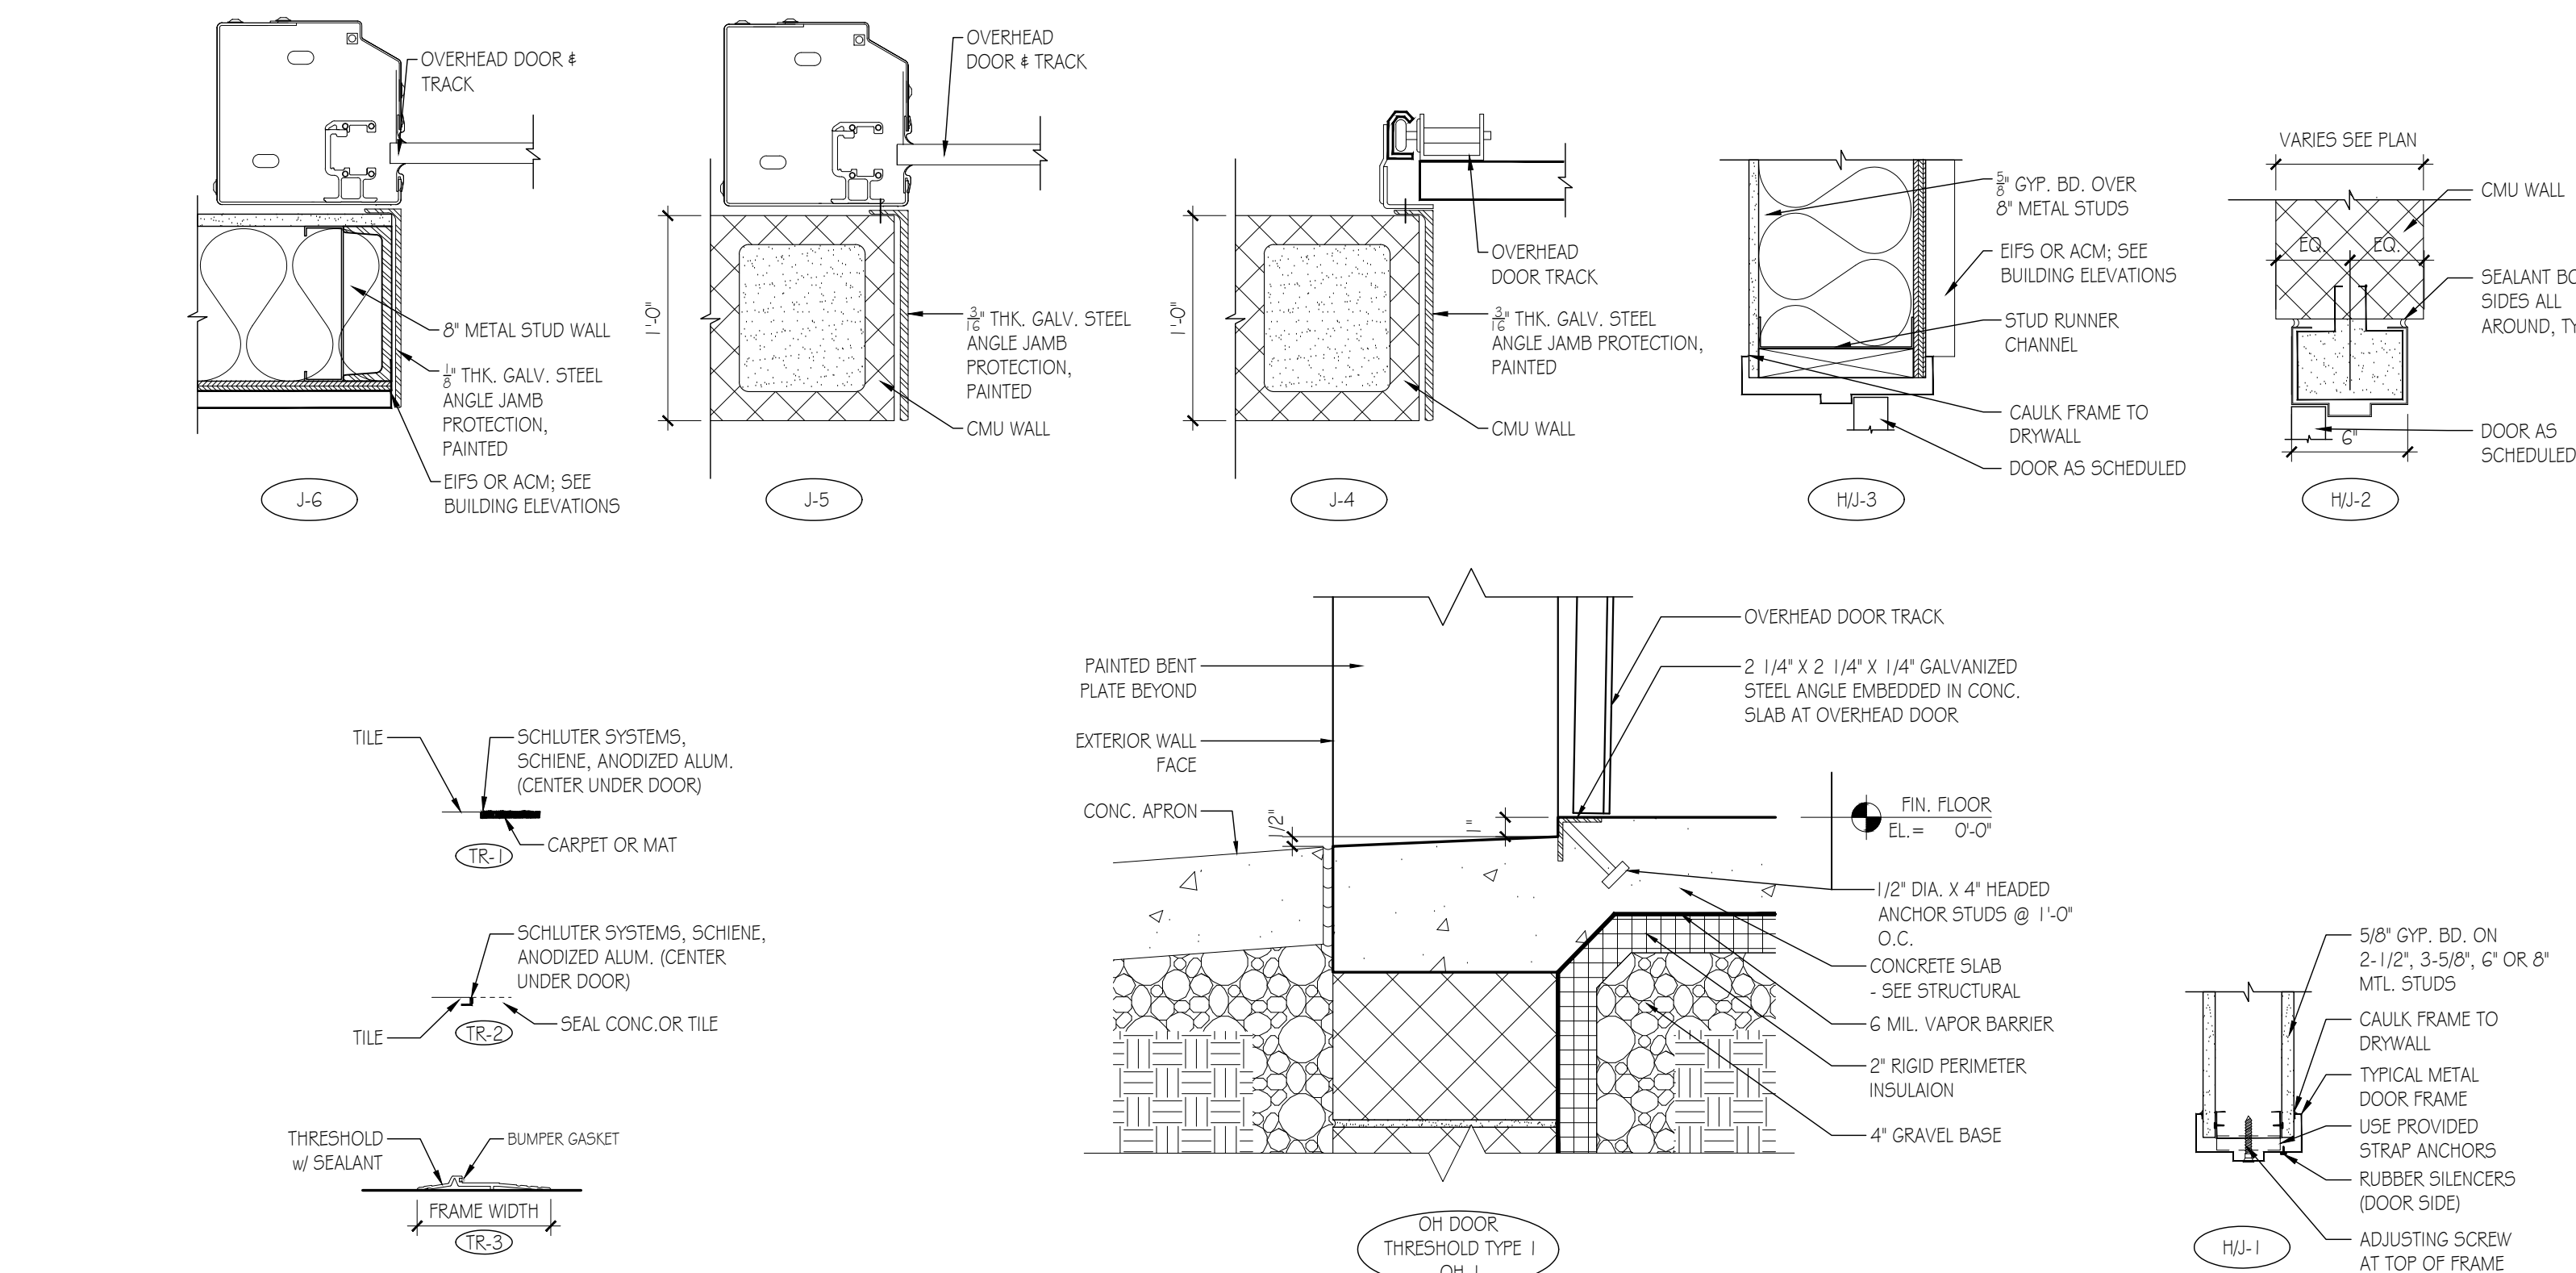 OVERHEAD DOOR &
TRACK
8" METAL STUD WALL
1/8" THK. GALV. STEEL
ANGLE JAMB
PROTECTION,
PAINTED
EIFS OR ACM; SEE
BUILDING ELEVATIONS
J-6
OVERHEAD
DOOR & TRACK
1'-0"
3/16" THK. GALV. STEEL
ANGLE JAMB
PROTECTION,
PAINTED
CMU WALL
J-5
1'-0"
OVERHEAD
DOOR TRACK
3/16" THK. GALV. STEEL
ANGLE JAMB PROTECTION,
PAINTED
CMU WALL
J-4
5/8" GYP. BD. OVER
8" METAL STUDS
EIFS OR ACM; SEE
BUILDING ELEVATIONS
STUD RUNNER
CHANNEL
CAULK FRAME TO
DRYWALL
DOOR AS SCHEDULED
H/J-3
VARIES SEE PLAN
CMU WALL
EQ.
EQ.
SEALANT BO
SIDES ALL
AROUND, TY
6"
DOOR AS
SCHEDULED
H/J-2
TILE
SCHLUTER SYSTEMS,
SCHIENE, ANODIZED ALUM.
(CENTER UNDER DOOR)
CARPET OR MAT
TR-1
SCHLUTER SYSTEMS, SCHIENE,
ANODIZED ALUM. (CENTER
UNDER DOOR)
TILE
SEAL CONC.OR TILE
TR-2
THRESHOLD
w/ SEALANT
BUMPER GASKET
FRAME WIDTH
TR-3
PAINTED BENT
PLATE BEYOND
EXTERIOR WALL
FACE
CONC. APRON
1/2"
1"
OVERHEAD DOOR TRACK
2 1/4" X 2 1/4" X 1/4" GALVANIZED
STEEL ANGLE EMBEDDED IN CONC.
SLAB AT OVERHEAD DOOR
FIN. FLOOR
EL.= 0'-0"
1/2" DIA. X 4" HEADED
ANCHOR STUDS @ 1'-0"
O.C.
CONCRETE SLAB
- SEE STRUCTURAL
6 MIL. VAPOR BARRIER
2" RIGID PERIMETER
INSULAION
4" GRAVEL BASE
OH DOOR
THRESHOLD TYPE 1
5/8" GYP. BD. ON
2-1/2", 3-5/8", 6" OR 8"
MTL. STUDS
CAULK FRAME TO
DRYWALL
TYPICAL METAL
DOOR FRAME
USE PROVIDED
STRAP ANCHORS
RUBBER SILENCERS
(DOOR SIDE)
ADJUSTING SCREW
AT TOP OF FRAME
H/J-1